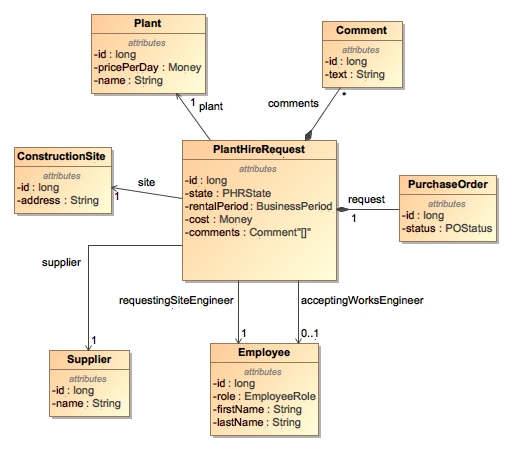 Plant
attributes
-id : long
-pricePerDay : Money
-name : String
Comment
attributes
-id : long
-text : String
1 plant
comments
*
PlantHireRequest
attributes
-id : long
-state : PHRState
-rentalPeriod : BusinessPeriod
-cost : Money
-comments : Comment"[]"
ConstructionSite
attributes
-id : long
-address : String
site
1
request
1
PurchaseOrder
attributes
-id : long
-status : POStatus
supplier
1
requestingSiteEngineer
1
acceptingWorksEngineer
0..1
Supplier
attributes
-id : long
-name : String
Employee
attributes
-id : long
-role : EmployeeRole
-firstName : String
-lastName : String